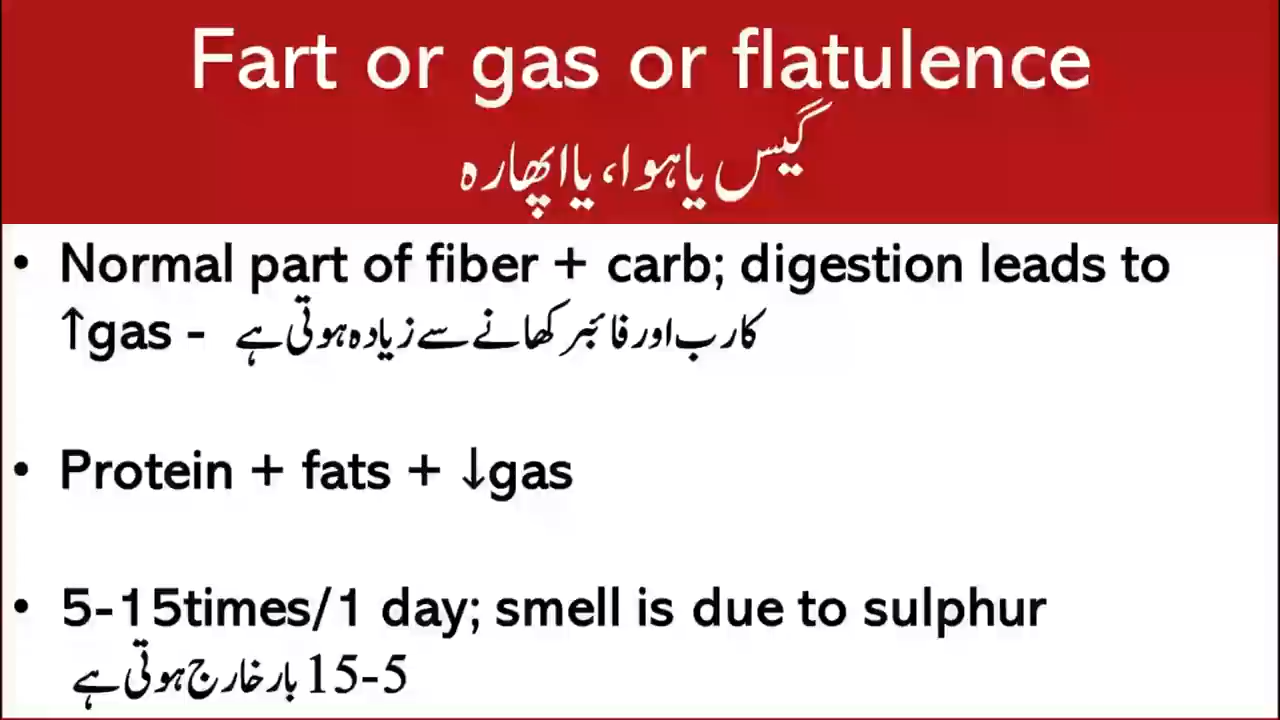 Fart or gas or flatulence
گیس یا ہوا، یا اپھارہ
• Normal part of fiber + carb; digestion leads to
↑gas - کارب اور فائبر کھانے سے زیادہ ہوتی ہے
• Protein + fats + ↓gas
• 5-15times/1 day; smell is due to sulphur
15-5 بار خارج ہوتی ہے